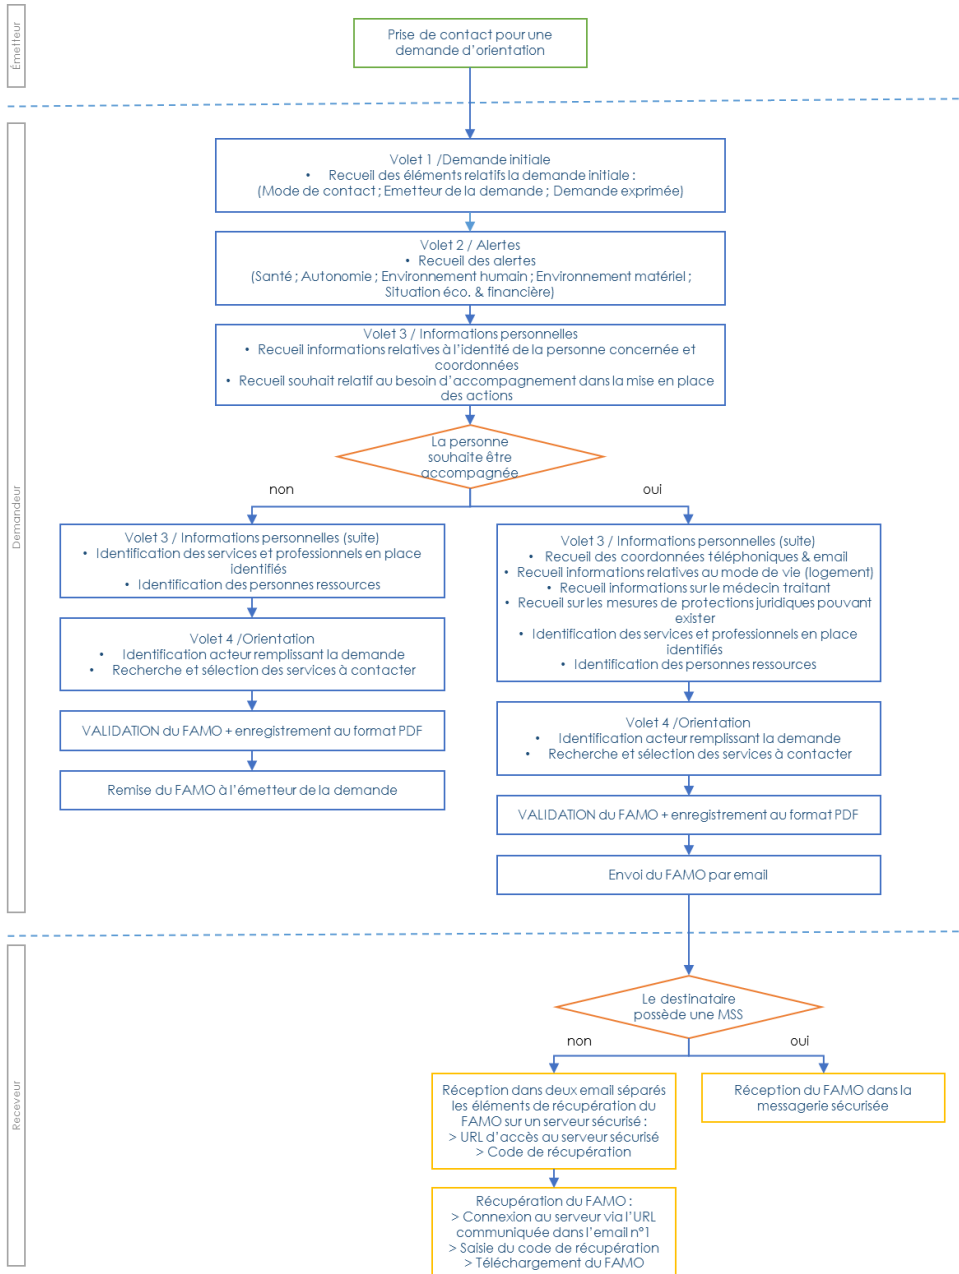 Émetteur
Prise de contact pour une
demande d'orientation
Demandeur
Volet 1 /Demande initiale
• Recueil des éléments relatifs la demande initiale :
(Mode de contact ; Emetteur de la demande ; Demande exprimée)
Volet 2 / Alertes
• Recueil des alertes
(Santé ; Autonomie ; Environnement humain ; Environnement matériel ;
Situation éco. & financière)
Volet 3 / Informations personnelles
• Recueil informations relatives à l'identité de la personne concernée et
coordonnées
• Recueil souhait relatif au besoin d'accompagnement dans la mise en place
des actions
La personne
souhaite être
accompagnée
non
oui
Volet 3 / Informations personnelles (suite)
• Identification des services et professionnels en place
identifiés
• Identification des personnes ressources
Volet 4 /Orientation
• Identification acteur remplissant la demande
• Recherche et sélection des services à contacter
VALIDATION du FAMO + enregistrement au format PDF
Remise du FAMO à l'émetteur de la demande
Volet 3 / Informations personnelles (suite)
• Recueil des coordonnées téléphoniques & email
• Recueil informations relatives au mode de vie (logement)
• Recueil informations sur le médecin traitant
• Recueil sur les mesures de protections juridiques pouvant
exister
• Identification des services et professionnels en place
identifiés
• Identification des personnes ressources
Volet 4 /Orientation
• Identification acteur remplissant la demande
• Recherche et sélection des services à contacter
VALIDATION du FAMO + enregistrement au format PDF
Envoi du FAMO par email
Receveur
Le destinataire
possède une MSS
non
oui
Réception dans deux email séparés
les éléments de récupération du
FAMO sur un serveur sécurisé :
> URL d'accès au serveur sécurisé
> Code de récupération
Réception du FAMO dans la
messagerie sécurisée
Récupération du FAMO :
> Connexion au serveur via l'URL
communiquée dans l'email n°1
> Saisie du code de récupération
> Téléchargement du FAMO